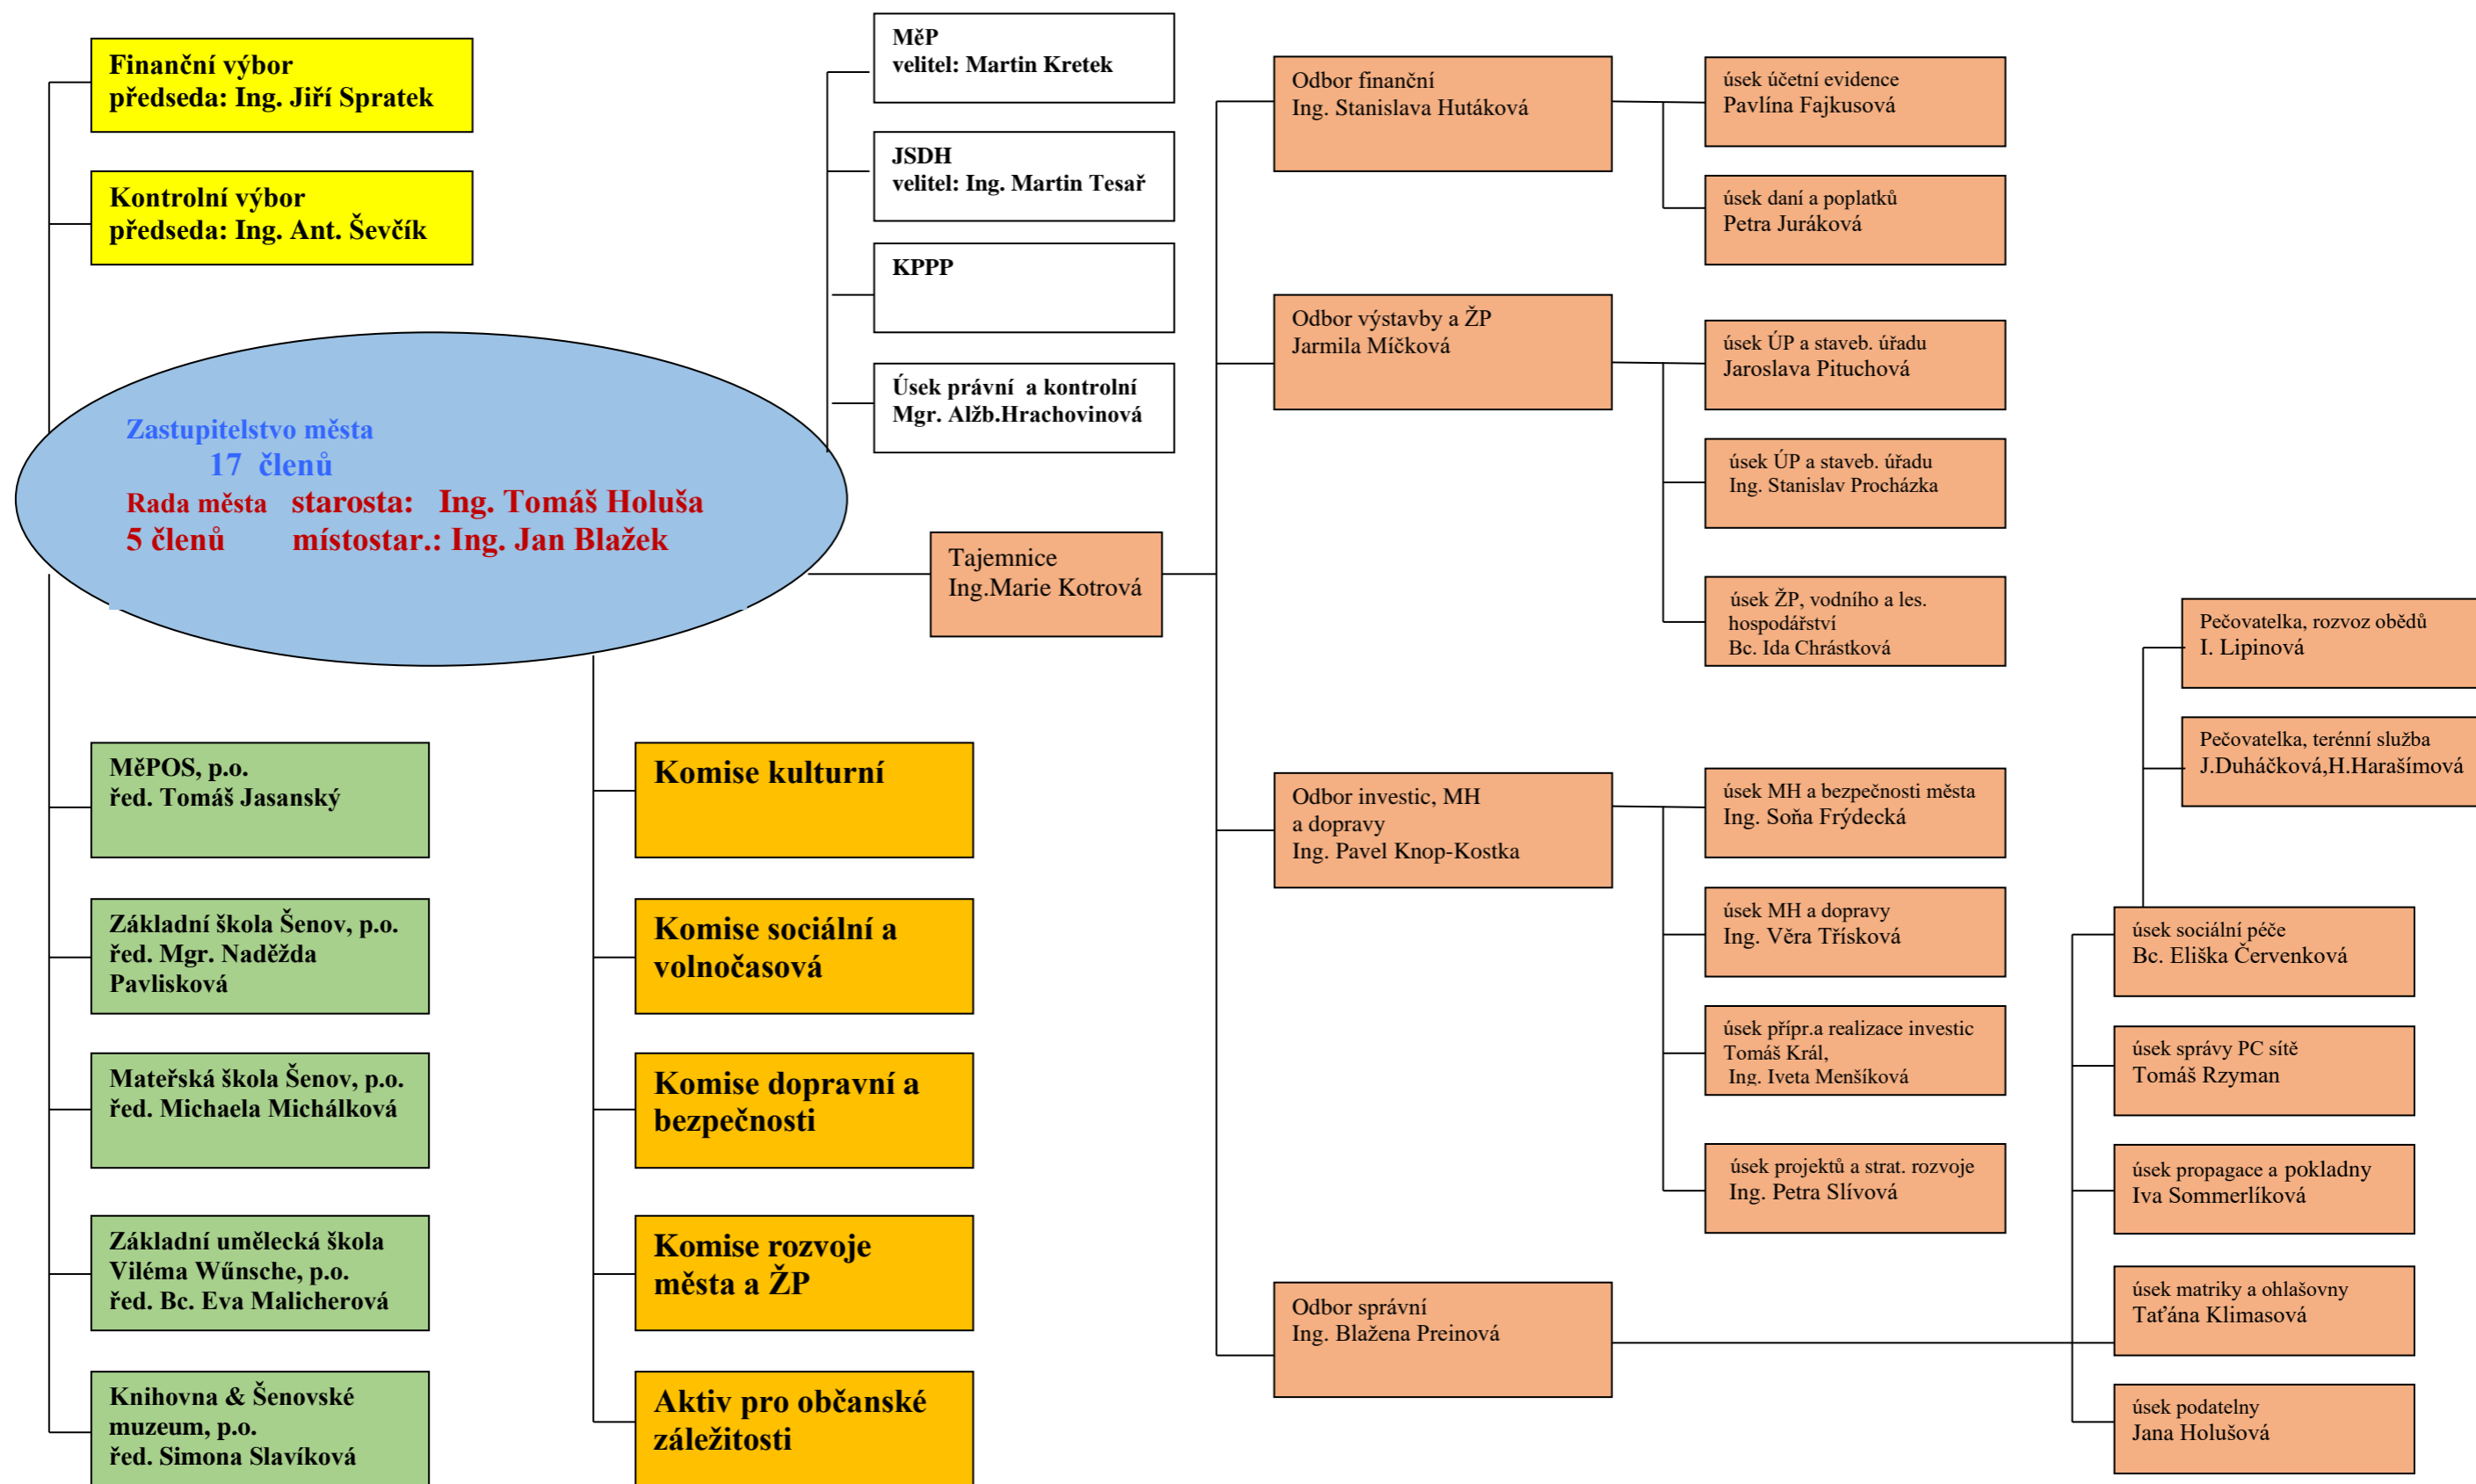 Finanční výbor
předseda: Ing. Jiří Spratek
Kontrolní výbor
předseda: Ing. Ant. Ševčík
Zastupitelstvo města
17 členů
Rada města starosta: Ing. Tomáš Holuša
5 členů místostar.: Ing. Jan Blažek
MěP
velitel: Martin Kretek
JSDH
velitel: Ing. Martin Tesař
KPPP
Úsek právní a kontrolní
Mgr. Alžb.Hrachovinová
Tajemnice
Ing.Marie Kotrová
MěPOS, p.o.
řed. Tomáš Jasanský
Základní škola Šenov, p.o.
řed. Mgr. Naděžda
Pavlisková
Mateřská škola Šenov, p.o.
řed. Michaela Michálková
Základní umělecká škola
Viléma Wűnsche, p.o.
řed. Bc. Eva Malicherová
Knihovna & Šenovské
muzeum, p.o.
řed. Simona Slavíková
Komise kulturní
Komise sociální a
volnočasová
Komise dopravní a
bezpečnosti
Komise rozvoje
města a ŽP
Aktiv pro občanské
záležitosti
Odbor finanční
Ing. Stanislava Hutáková
úsek účetní evidence
Pavlína Fajkusová
úsek daní a poplatků
Petra Juráková
Odbor výstavby a ŽP
Jarmila Míčková
úsek ÚP a staveb. úřadu
Jaroslava Pituchová
úsek ÚP a staveb. úřadu
Ing. Stanislav Procházka
úsek ŽP, vodního a les.
hospodářství
Bc. Ida Chrástková
Odbor investic, MH
a dopravy
Ing. Pavel Knop-Kostka
úsek MH a bezpečnosti města
Ing. Soňa Frýdecká
úsek MH a dopravy
Ing. Věra Třísková
úsek přípr.a realizace investic
Tomáš Král,
Ing. Iveta Menšíková
úsek projektů a strat. rozvoje
Ing. Petra Slívová
Odbor správní
Ing. Blažena Preinová
Pečovatelka, rozvoz obědů
I. Lipinová
Pečovatelka, terénní služba
J.Duháčková,H.Harašímová
úsek sociální péče
Bc. Eliška Červenková
úsek správy PC sítě
Tomáš Rzyman
úsek propagace a pokladny
Iva Sommerlíková
úsek matriky a ohlašovny
Taťána Klimasová
úsek podatelny
Jana Holušová